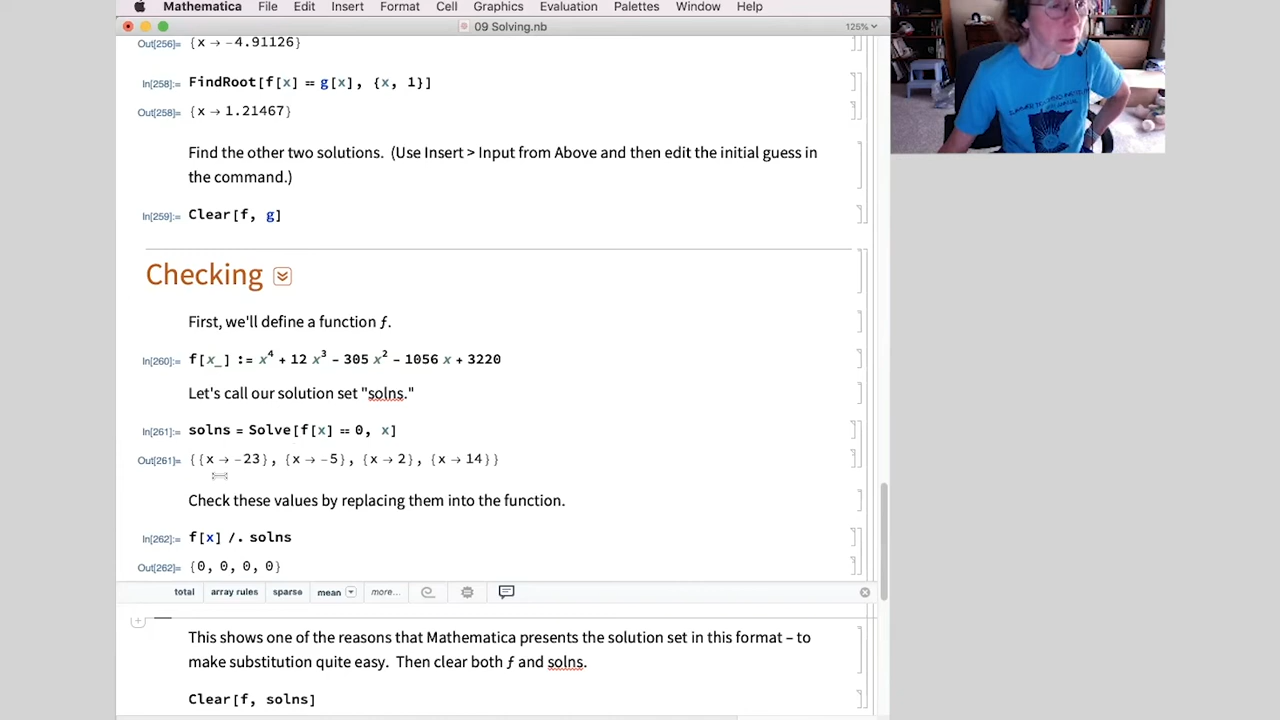 Mathematica File Edit Insert Format Cell Graphics Evaluation Palettes Window Help
09 Solving.nb
125%
Out[256]= {x → -4.91126}
In[258]:= FindRoot[f[x] == g[x], {x, 1}]
Out[258]= {x → 1.21467}
Find the other two solutions. (Use Insert > Input from Above and then edit the initial guess in
the command.)
In[259]:= Clear[f, g]
Checking
First, we'll define a function f.
In[260]:= f[x_] := x⁴ + 12 x³ - 305 x² - 1056 x + 3220
Let's call our solution set "solns."
In[261]:= solns = Solve[f[x] == 0, x]
Out[261]= {{x → -23}, {x → -5}, {x → 2}, {x → 14}}
Check these values by replacing them into the function.
In[262]:= f[x] /. solns
Out[262]= {0, 0, 0, 0}
total array rules sparse mean more...
This shows one of the reasons that Mathematica presents the solution set in this format – to
make substitution quite easy. Then clear both f and solns.
Clear[f, solns]